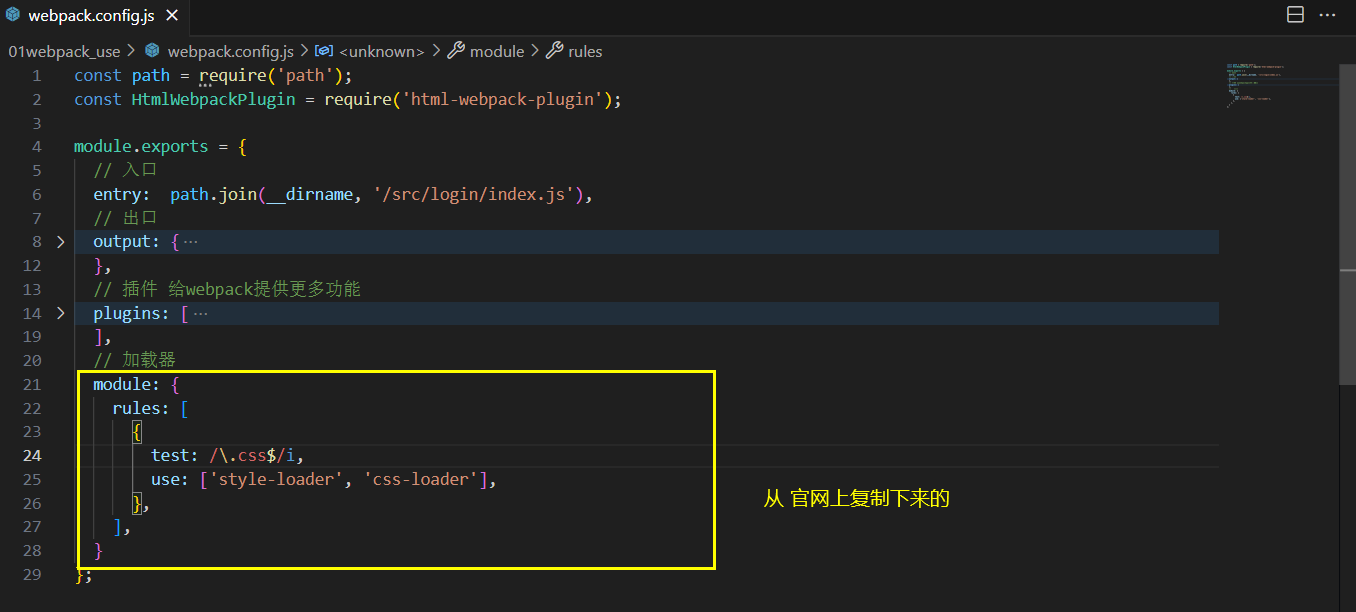 webpack.config.js
01webpack_use > webpack.config.js > <unknown> > module > rules
1 const path = require('path');
2 const HtmlWebpackPlugin = require('html-webpack-plugin');
3
4 module.exports = {
5 // 入口
6 entry:  path.join(__dirname, '/src/login/index.js'),
7 // 出口
8 output: {…
12 },
13 // 插件 给webpack提供更多功能
14 plugins: […
19 ],
20 // 加载器
21 module: {
22 rules: [
23 {
24 test: /\.css$/i,
25 use: ['style-loader', 'css-loader'],
26 },
从 官网上复制下来的
27 ],
28 }
29 };